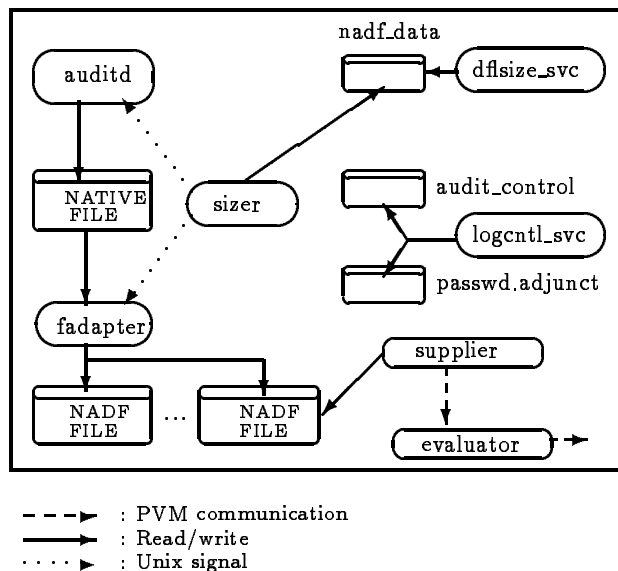 nadf_data
auditd
dflsize_svc
NATIVE
FILE
sizer
audit_control
logcntl_svc
passwd.adjunct
fadapter
supplier
NADF
FILE
...
NADF
FILE
evaluator
: PVM communication
: Read/write
: Unix signal